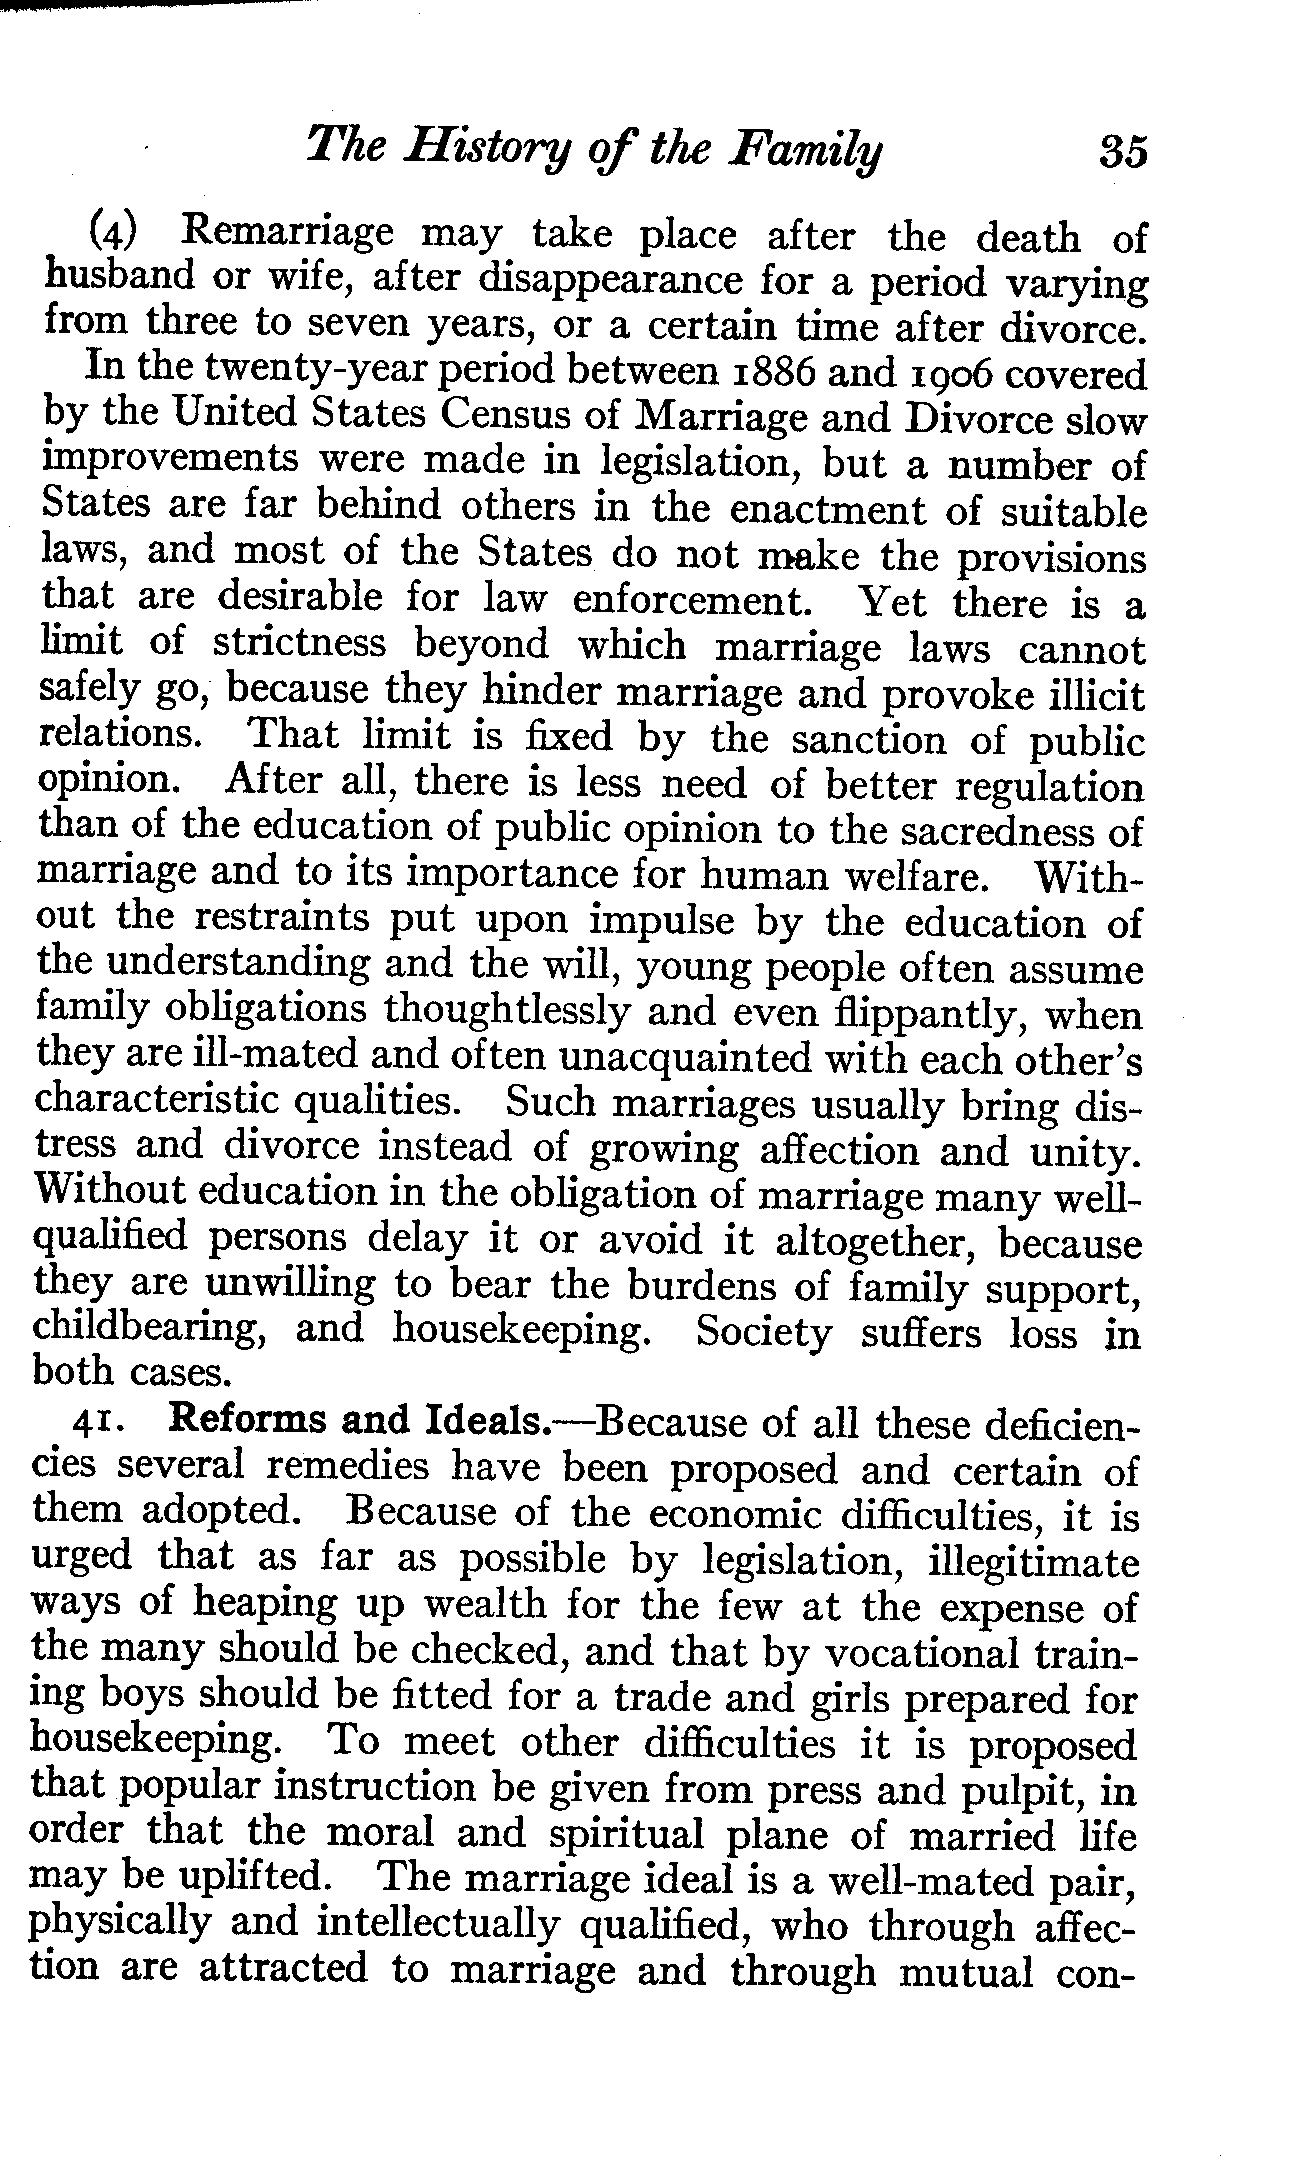 The History of the Family 35
(4) Remarriage may take place after the death of
husband or wife, after disappearance for a period varying
from three to seven years, or a certain time after divorce.
In the twenty-year period between 1886 and 1906 covered
by the United States Census of Marriage and Divorce slow
improvements were made in legislation, but a number of
States are far behind others in the enactment of suitable
laws, and most of the States do not make the provisions
that are desirable for law enforcement. Yet there is a
limit of strictness beyond which marriage laws cannot
safely go, because they hinder marriage and provoke illicit
relations. That limit is fixed by the sanction of public
opinion. After all, there is less need of better regulation
than of the education of public opinion to the sacredness of
marriage and to its importance for human welfare. With-
out the restraints put upon impulse by the education of
the understanding and the will, young people often assume
family obligations thoughtlessly and even flippantly, when
they are ill-mated and often unacquainted with each other's
characteristic qualities. Such marriages usually bring dis-
tress and divorce instead of growing affection and unity.
Without education in the obligation of marriage many well-
qualified persons delay it or avoid it altogether, because
they are unwilling to bear the burdens of family support,
childbearing, and housekeeping. Society suffers loss in
both cases.
41. Reforms and Ideals.—Because of all these deficien-
cies several remedies have been proposed and certain of
them adopted. Because of the economic difficulties, it is
urged that as far as possible by legislation, illegitimate
ways of heaping up wealth for the few at the expense of
the many should be checked, and that by vocational train-
ing boys should be fitted for a trade and girls prepared for
housekeeping. To meet other difficulties it is proposed
that popular instruction be given from press and pulpit, in
order that the moral and spiritual plane of married life
may be uplifted. The marriage ideal is a well-mated pair,
physically and intellectually qualified, who through affec-
tion are attracted to marriage and through mutual con-